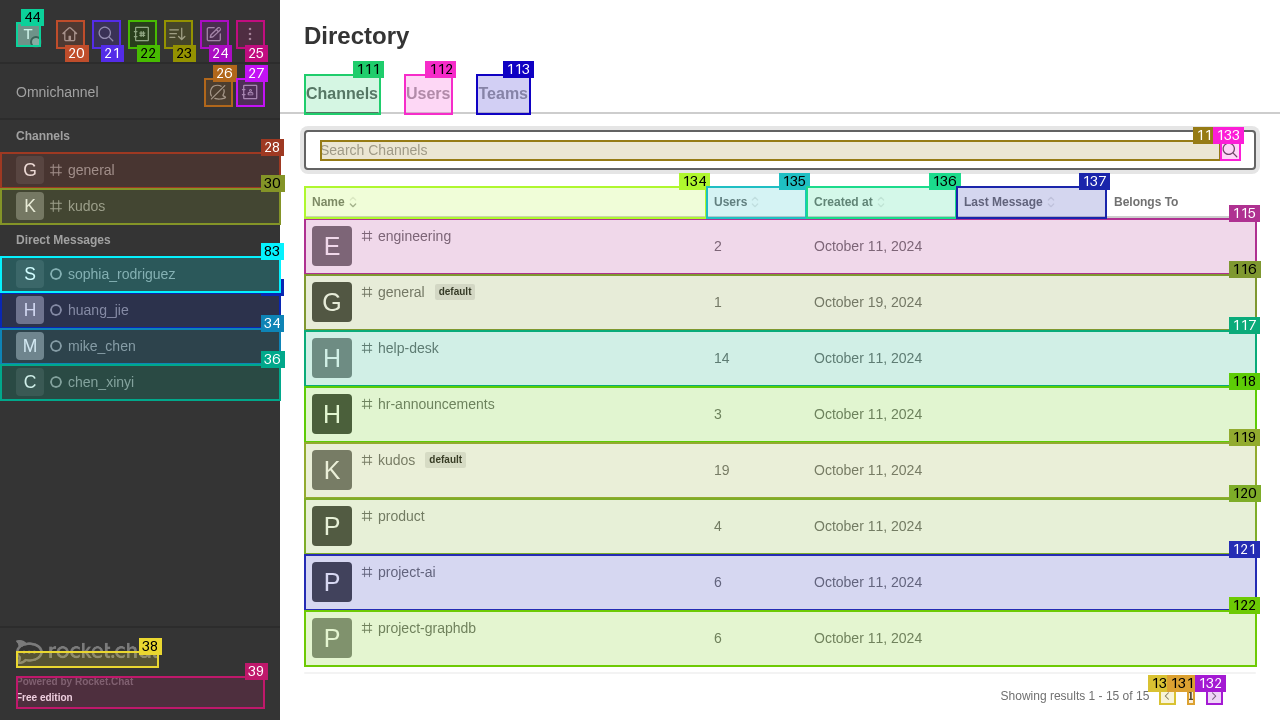 Directory
44
T
20
21
22
23
24
25
26
27
Omnichannel
Channels
28
G general
30
K kudos
Direct Messages
83
S sophia_rodriguez
H huang_jie
34
M mike_chen
36
C chen_xinyi
38
rocket.chat
39
Powered by Rocket.Chat
Free edition
111 112 113
Channels Users Teams
Search Channels
11 133
134 135 136 137
Name Users Created at Last Message Belongs To
115
E engineering 2 October 11, 2024
116
G general default 1 October 19, 2024
117
H help-desk 14 October 11, 2024
118
H hr-announcements 3 October 11, 2024
119
K kudos default 19 October 11, 2024
120
P product 4 October 11, 2024
121
P project-ai 6 October 11, 2024
122
P project-graphdb 6 October 11, 2024
13 131 132
Showing results 1 - 15 of 15 1